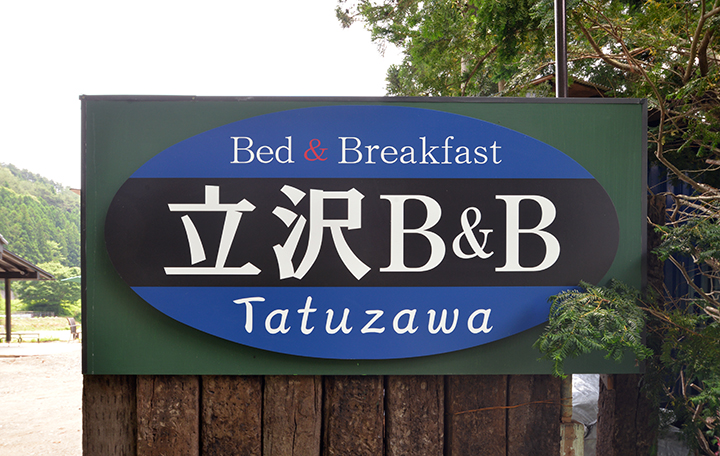 Bed & Breakfast
立沢B&B
Tatuzawa